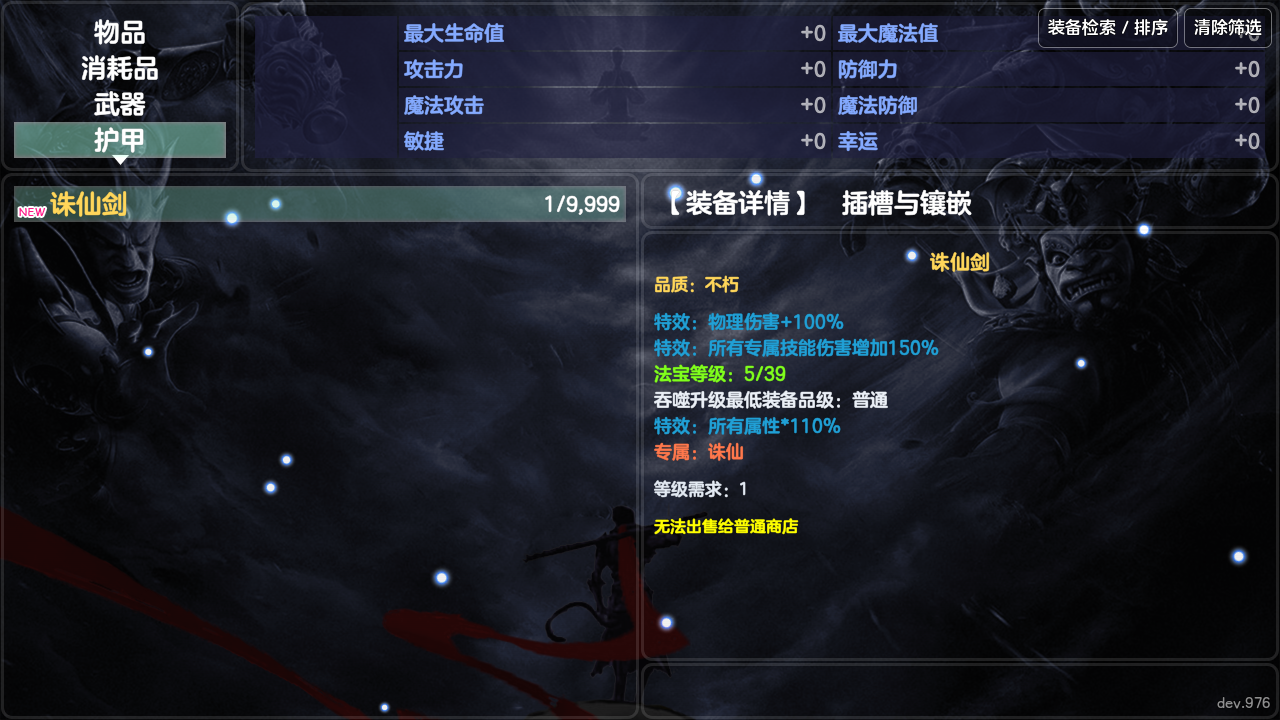 物品
消耗品
武器
护甲
最大生命值 +0 最大魔法值
攻击力 +0 防御力 +0
魔法攻击 +0 魔法防御 +0
敏捷 +0 幸运 +0
装备检索 / 排序 清除筛选
NEW 诛仙剑 1/9,999
【装备详情】 插槽与镶嵌
诛仙剑
品质：不朽
特效：物理伤害+100%
特效：所有专属技能伤害增加150%
法宝等级：5/39
吞噬升级最低装备品级：普通
特效：所有属性*110%
专属：诛仙
等级需求：1
无法出售给普通商店
dev.976